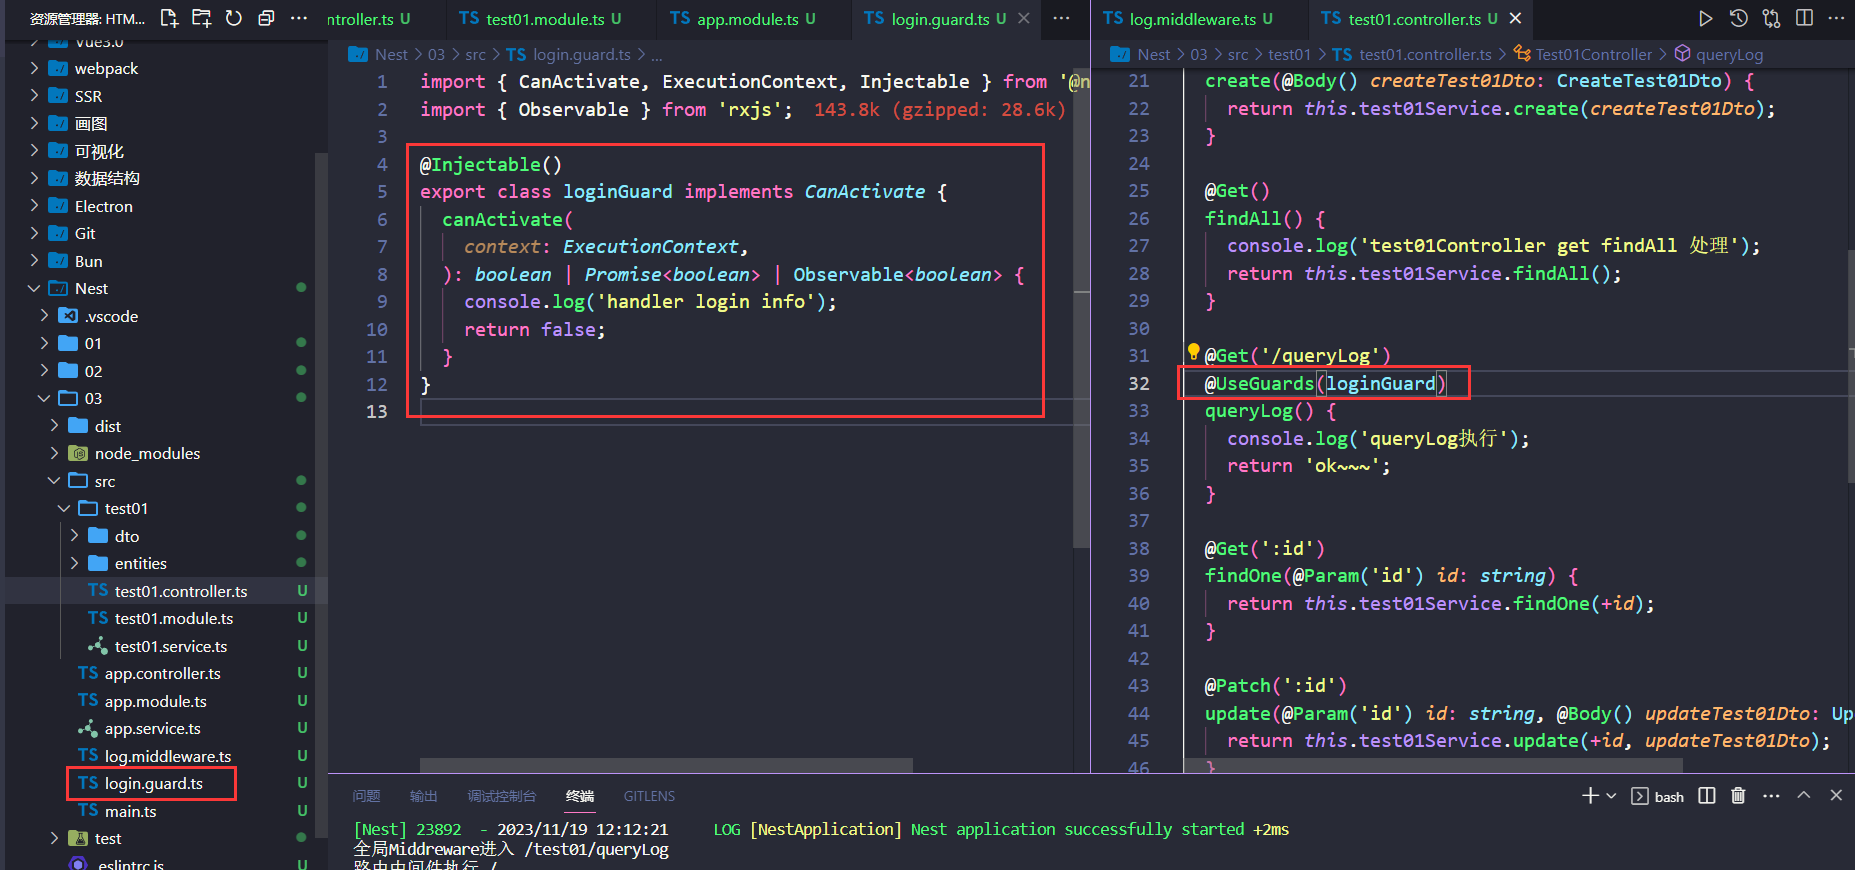 资源管理器: HTM...
Vue3.0
webpack
SSR
画图
可视化
数据结构
Electron
Git
Bun
Nest
.vscode
01
02
03
dist
node_modules
src
test01
dto
entities
TS test01.controller.ts U
TS test01.module.ts U
test01.service.ts U
TS app.controller.ts U
TS app.module.ts U
app.service.ts U
TS log.middleware.ts U
TS login.guard.ts U
TS main.ts U
test
.eslintrc.js U
ntroller.ts U TS test01.module.ts U TS app.module.ts U TS login.guard.ts U
Nest > 03 > src > TS login.guard.ts > ...
1 import { CanActivate, ExecutionContext, Injectable } from '@n
2 import { Observable } from 'rxjs'; 143.8k (gzipped: 28.6k)
3
4 @Injectable()
5 export class loginGuard implements CanActivate {
6 canActivate(
7 context: ExecutionContext,
8 ): boolean | Promise<boolean> | Observable<boolean> {
9 console.log('handler login info');
10 return false;
11 }
12 }
13
TS log.middleware.ts U TS test01.controller.ts U
Nest > 03 > src > test01 > TS test01.controller.ts > Test01Controller > queryLog
21 create(@Body() createTest01Dto: CreateTest01Dto) {
22 return this.test01Service.create(createTest01Dto);
23 }
24
25 @Get()
26 findAll() {
27 console.log('test01Controller get findAll 处理');
28 return this.test01Service.findAll();
29 }
30
31 @Get('/queryLog')
32 @UseGuards(loginGuard)
33 queryLog() {
34 console.log('queryLog执行');
35 return 'ok~~~';
36 }
37
38 @Get(':id')
39 findOne(@Param('id') id: string) {
40 return this.test01Service.findOne(+id);
41 }
42
43 @Patch(':id')
44 update(@Param('id') id: string, @Body() updateTest01Dto: Up
45 return this.test01Service.update(+id, updateTest01Dto);
46 }
问题 输出 调试控制台 终端 GITLENS
bash
[Nest] 23892 - 2023/11/19 12:12:21 LOG [NestApplication] Nest application successfully started +2ms
全局Middreware进入 /test01/queryLog
路由中间件执行 /